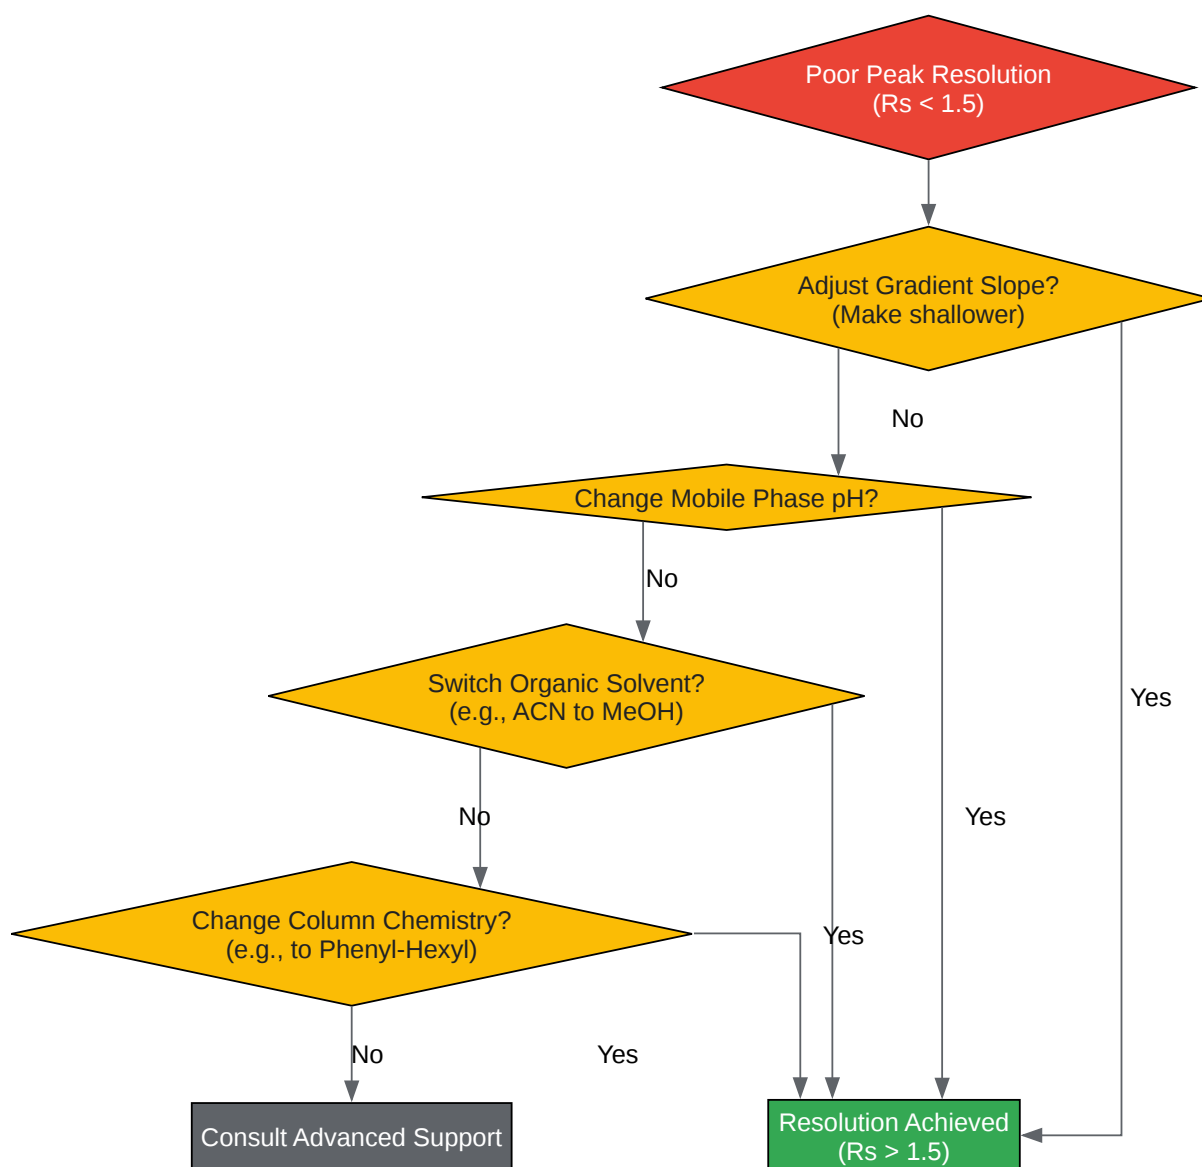 Poor Peak Resolution
(Rs < 1.5)
Adjust Gradient Slope?
(Make shallower)
No
Change Mobile Phase pH?
No
Switch Organic Solvent?
(e.g., ACN to MeOH)
Yes
No
Yes
Change Column Chemistry?
(e.g., to Phenyl-Hexyl)
Yes
No
Yes
Consult Advanced Support
Resolution Achieved
(Rs > 1.5)